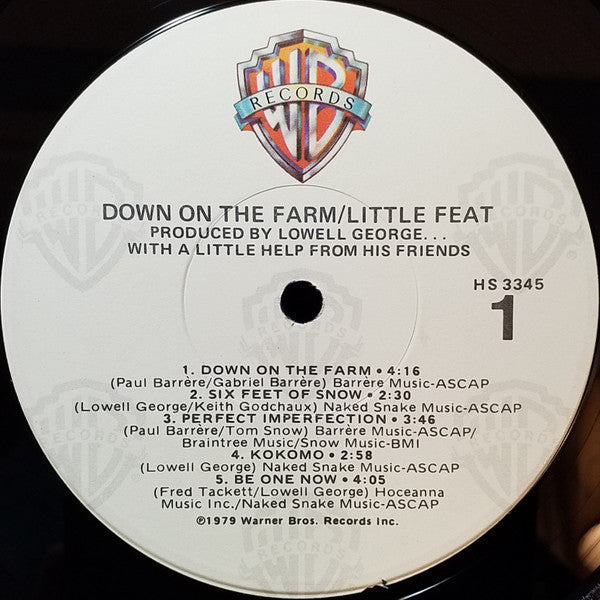 WB
RECORDS
DOWN ON THE FARM/LITTLE FEAT
PRODUCED BY LOWELL GEORGE...
WITH A LITTLE HELP FROM HIS FRIENDS
HS 3345
1
1. DOWN ON THE FARM • 4:16
(Paul Barrère/Gabriel Barrère) Barrère Music-ASCAP
2. SIX FEET OF SNOW • 2:30
(Lowell George/Keith Godchaux) Naked Snake Music-ASCAP
3. PERFECT IMPERFECTION • 3:46
(Paul Barrère/Tom Snow) Barrère Music-ASCAP/
Braintree Music/Snow Music-BMI
4. KOKOMO • 2:58
(Lowell George) Naked Snake Music-ASCAP
5. BE ONE NOW • 4:05
(Fred Tackett/Lowell George) Hoceanna
Music Inc./Naked Snake Music-ASCAP
℗1979 Warner Bros. Records Inc.